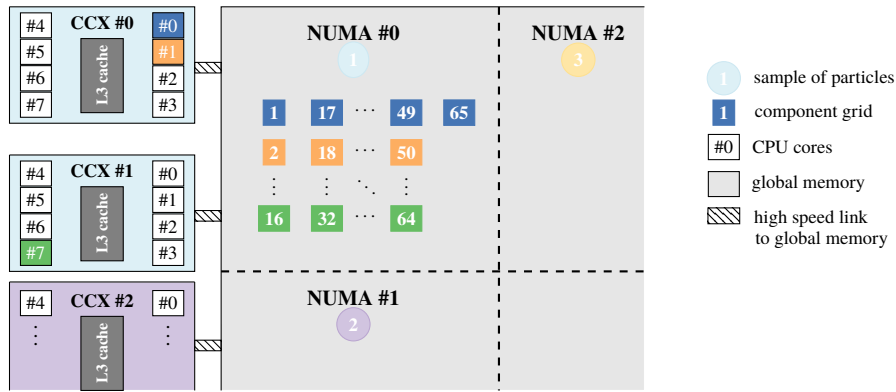 #4 CCX #0 #0
#5 #1
#6 #2
#7 #3
L3 cache
#4 CCX #1 #0
#5 #1
#6 #2
#7 #3
L3 cache
#4 CCX #2 #0
⋮ ⋮
L3 cache
NUMA #0
1
1 17 ⋯ 49 65
2 18 ⋯ 50
⋮ ⋮ ⋱ ⋮
16 32 ⋯ 64
NUMA #2
3
NUMA #1
2
1 sample of particles
1 component grid
#0 CPU cores
global memory
high speed link
to global memory